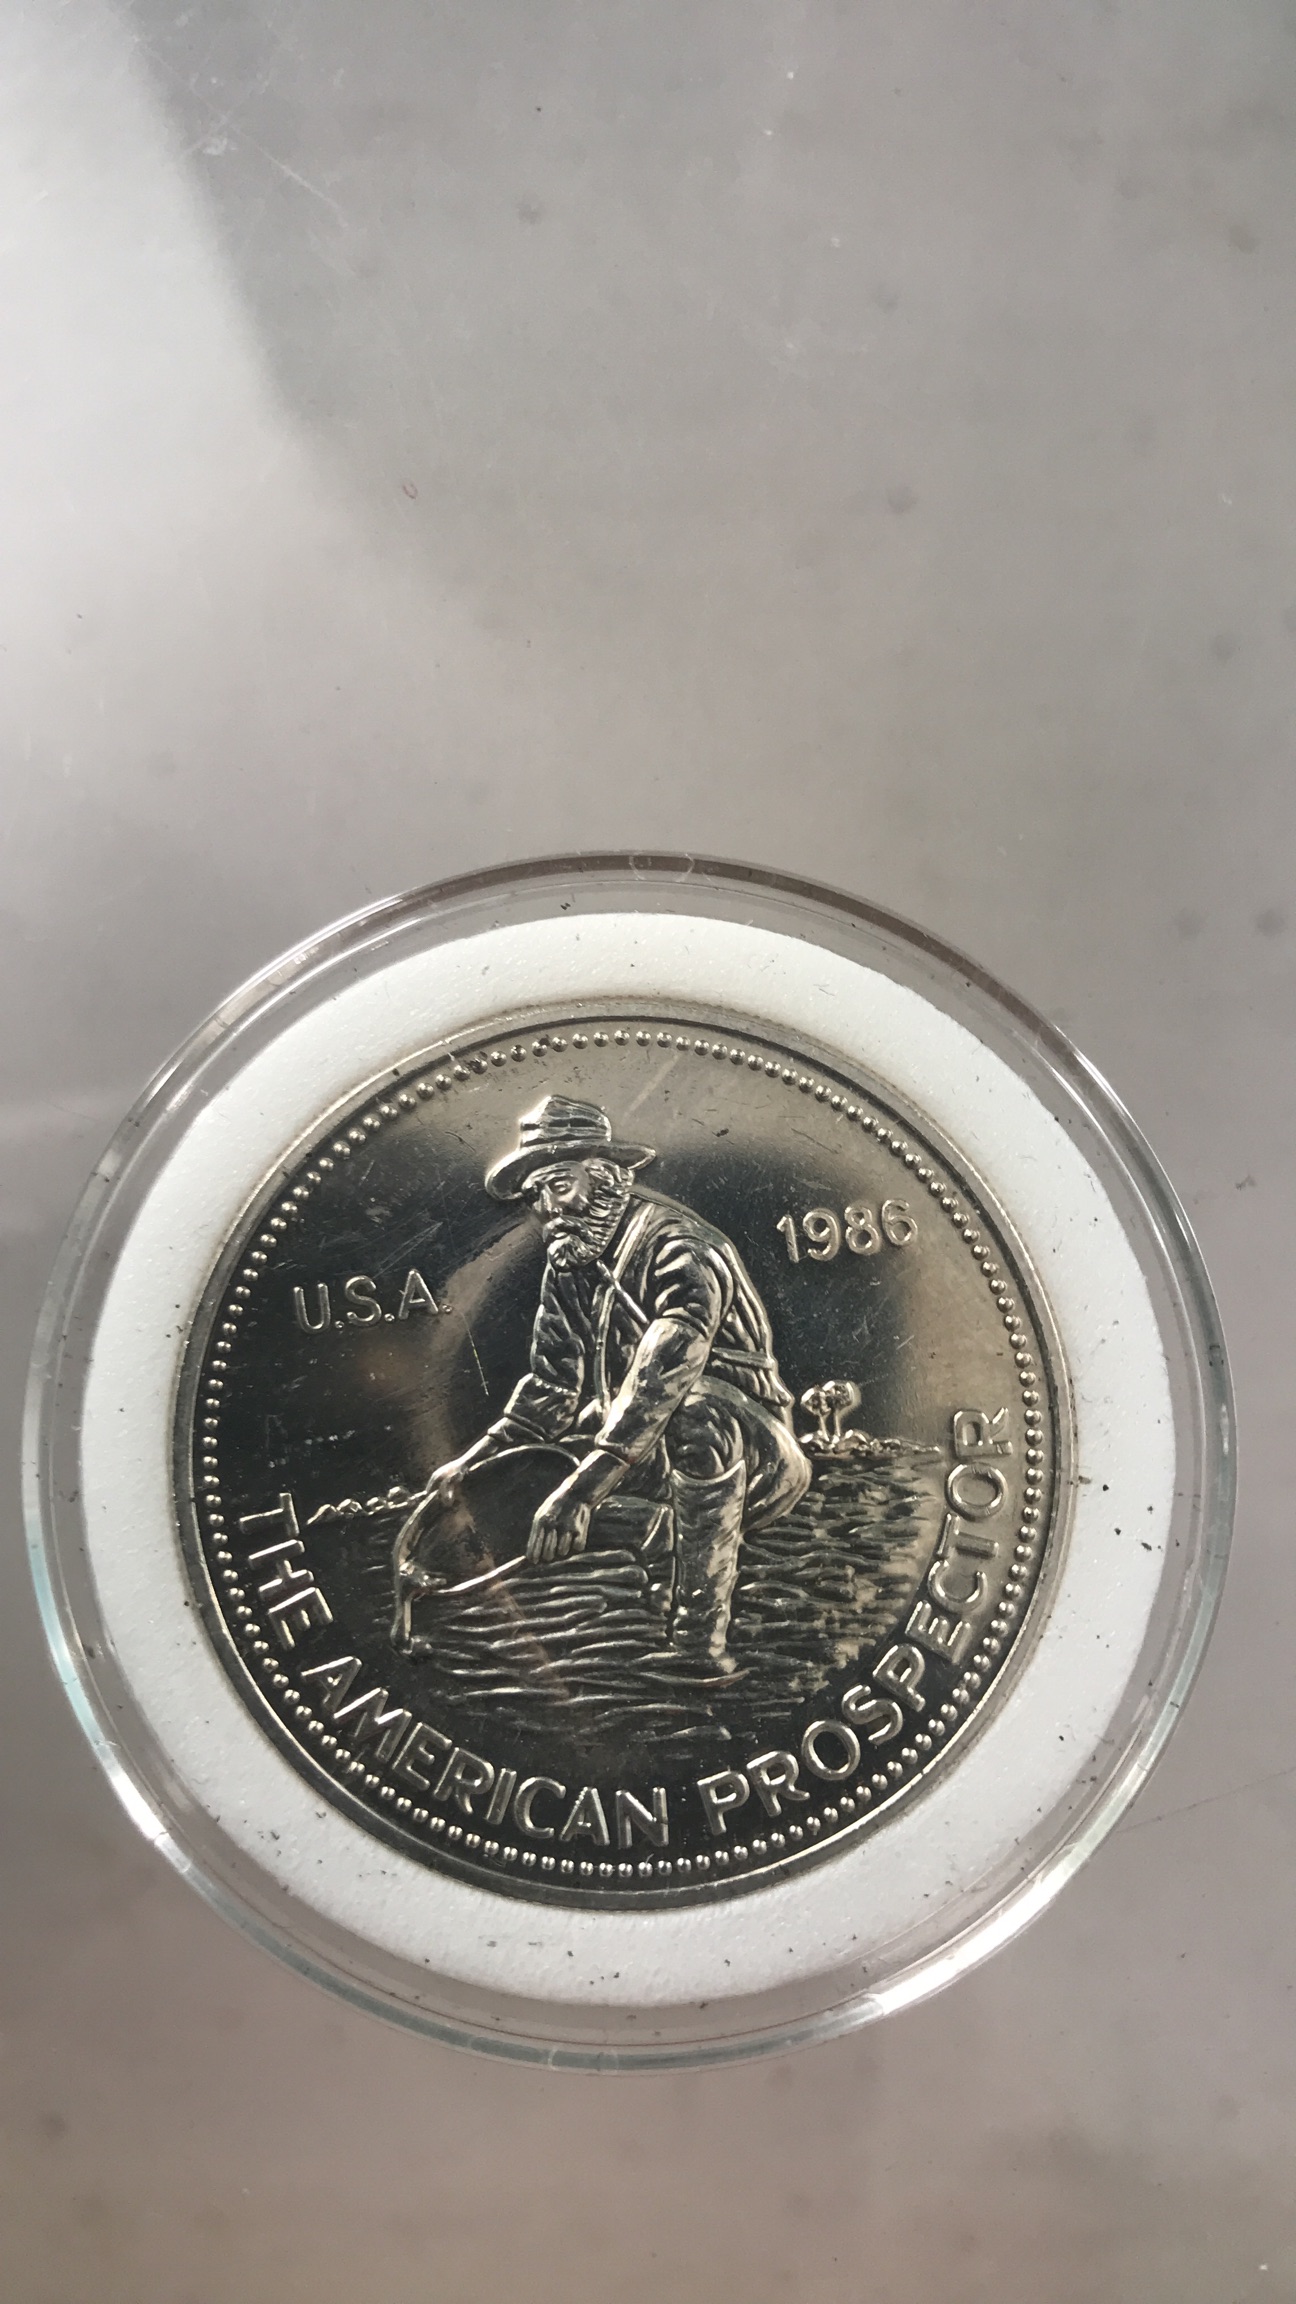 1986
U.S.A.
THE AMERICAN PROSPECTOR